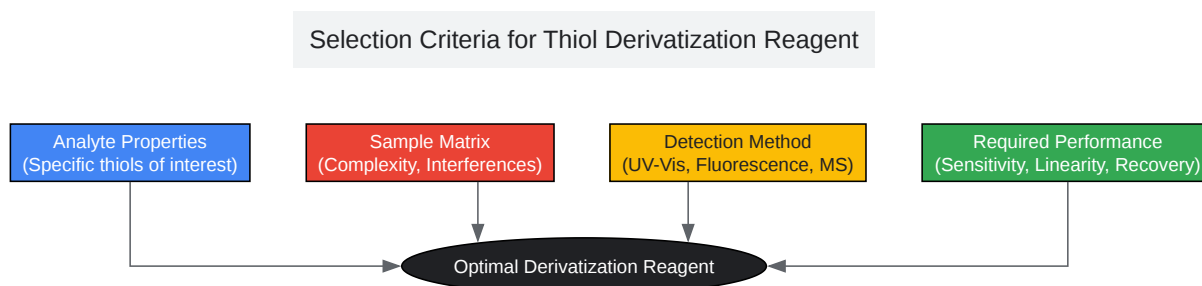 Selection Criteria for Thiol Derivatization Reagent
Analyte Properties
(Specific thiols of interest)
Sample Matrix
(Complexity, Interferences)
Detection Method
(UV-Vis, Fluorescence, MS)
Required Performance
(Sensitivity, Linearity, Recovery)
Optimal Derivatization Reagent